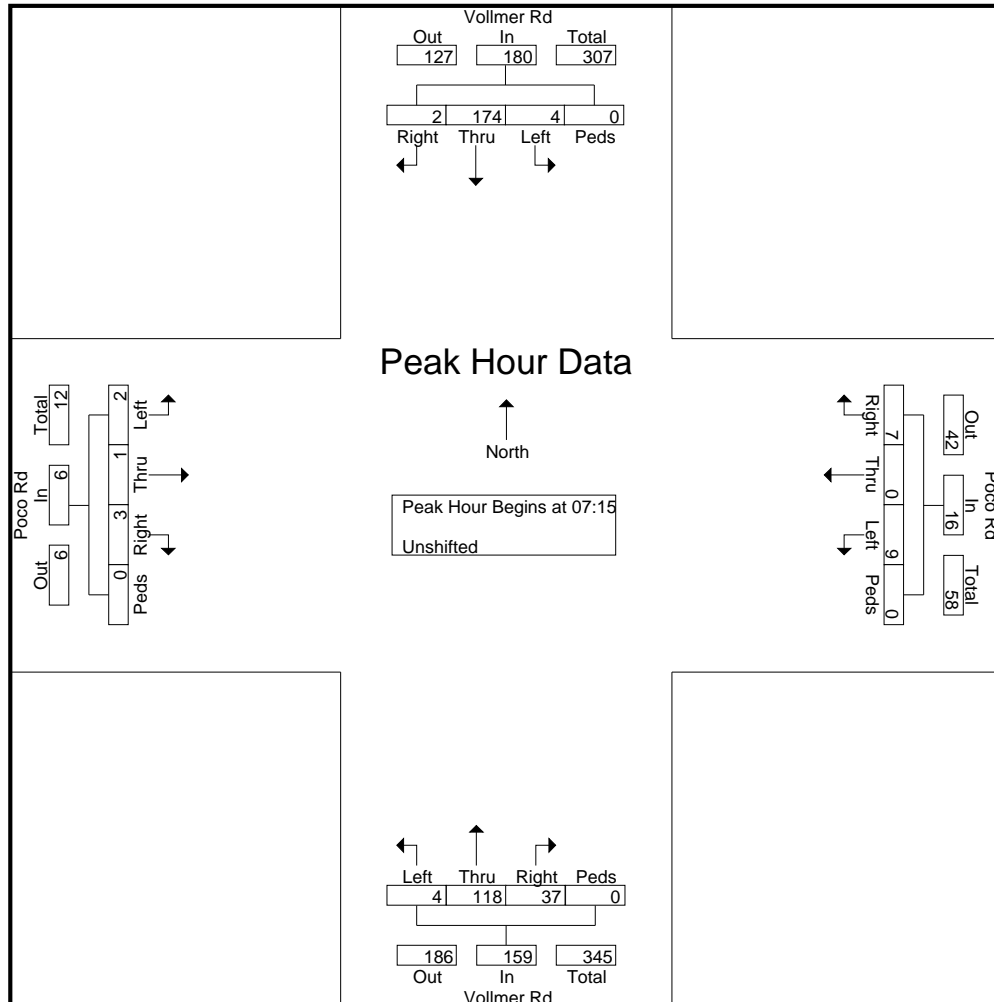 Vollmer Rd
Out In Total
127 180 307
2 174 4 0
Right Thru Left Peds
Peak Hour Data
North
Peak Hour Begins at 07:15
Unshifted
Poco Rd
Total In Out
12 6 6
2 1 3 0
Left Thru Right Peds
Poco Rd
Out In Total
42 16 58
7 0 9 0
Right Thru Left Peds
Left Thru Right Peds
4 118 37 0
186 159 345
Out In Total
Vollmer Rd